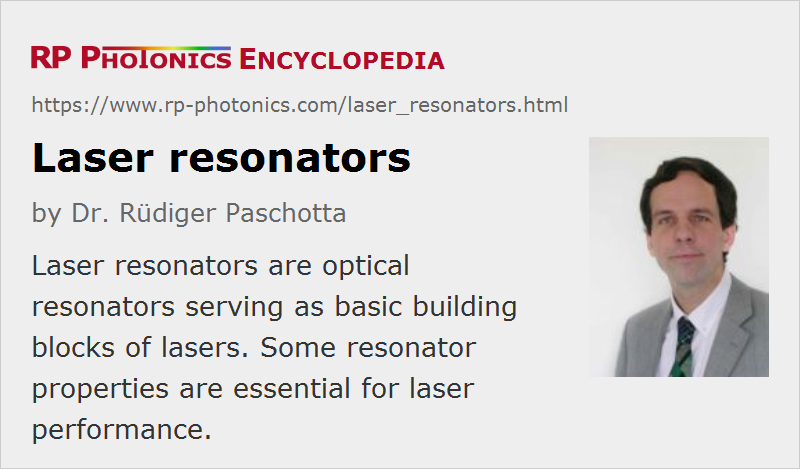 RP PHOTONICS ENCYCLOPEDIA
https://www.rp-photonics.com/laser_resonators.html
Laser resonators
by Dr. Rüdiger Paschotta
Laser resonators are optical
resonators serving as basic building
blocks of lasers. Some resonator
properties are essential for laser
performance.